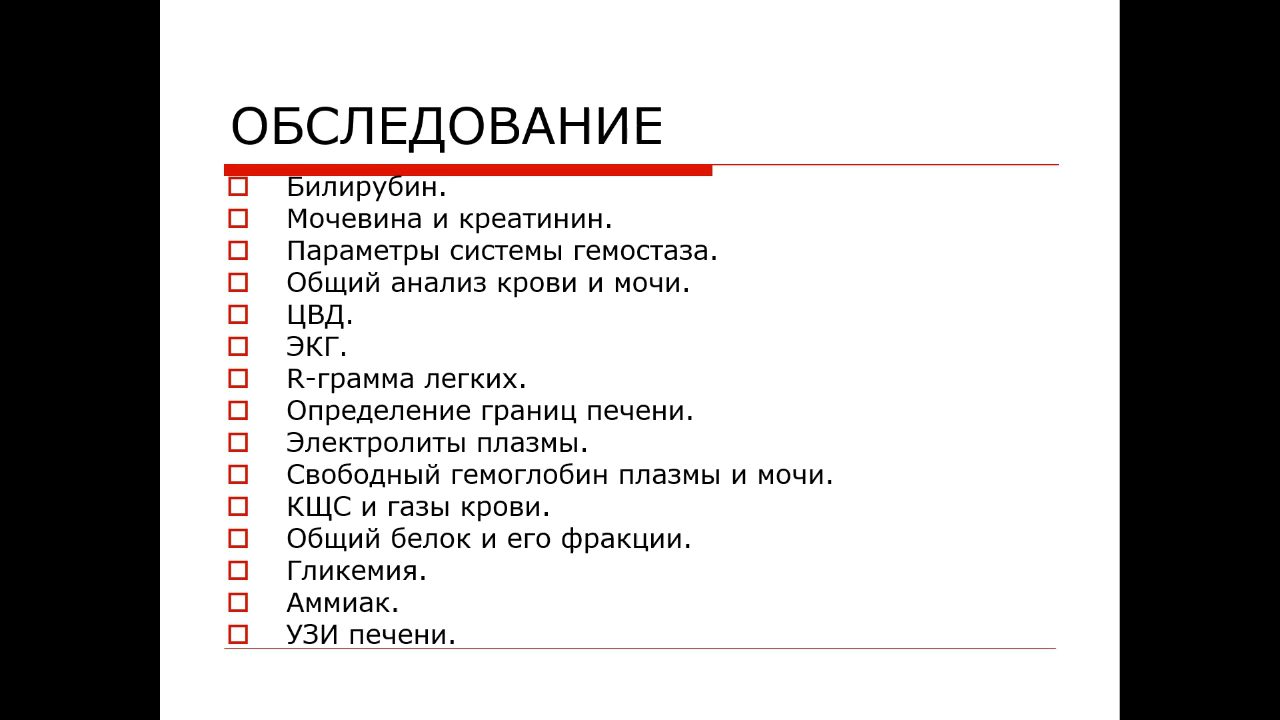 ОБСЛЕДОВАНИЕ
Билирубин.
Мочевина и креатинин.
Параметры системы гемостаза.
Общий анализ крови и мочи.
ЦВД.
ЭКГ.
R-грамма легких.
Определение границ печени.
Электролиты плазмы.
Свободный гемоглобин плазмы и мочи.
КЩС и газы крови.
Общий белок и его фракции.
Гликемия.
Аммиак.
УЗИ печени.